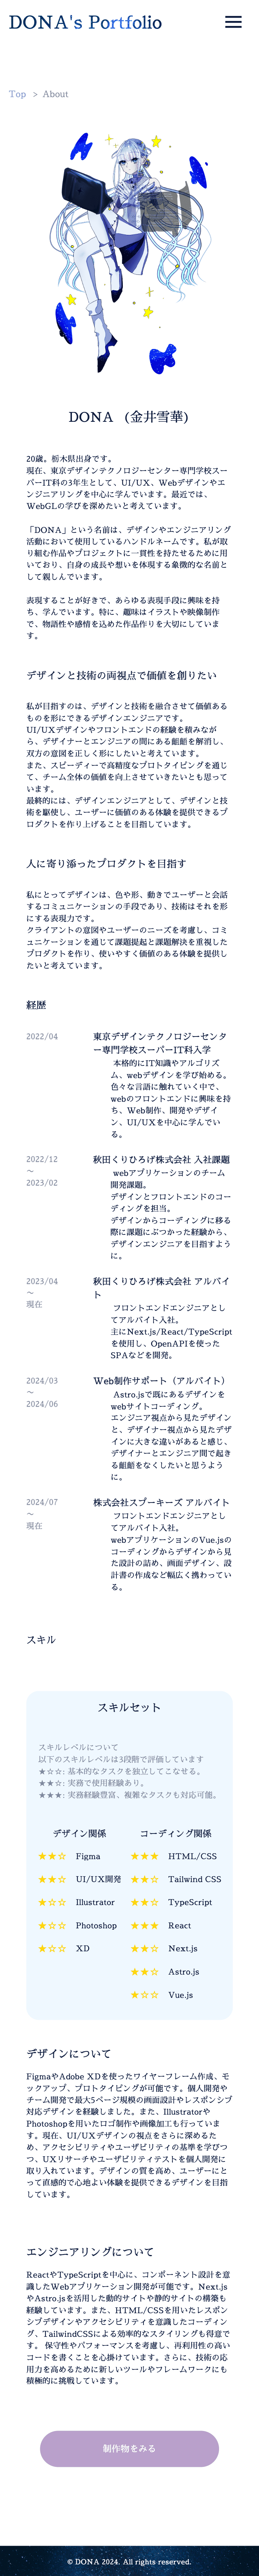 DONA's Portfolio
Top > About
DONA (金井雪華)
20歳。栃木県出身です。
現在、東京デザインテクノロジーセンター専門学校スー
パーIT科の3年生として、UI/UX、Webデザインやエ
ンジニアリングを中心に学んでいます。最近では、
WebGLの学びを深めたいと考えています。
「DONA」という名前は、デザインやエンジニアリング
活動において使用しているハンドルネームです。私が取
り組む作品やプロジェクトに一貫性を持たせるために用
いており、自身の成長や想いを体現する象徴的な名前と
して親しんでいます。
表現することが好きで、あらゆる表現手段に興味を持
ち、学んでいます。特に、趣味はイラストや映像制作
で、物語性や感情を込めた作品作りを大切にしていま
す。
デザインと技術の両視点で価値を創りたい
私が目指すのは、デザインと技術を融合させて価値ある
ものを形にできるデザインエンジニアです。
UI/UXデザインやフロントエンドの経験を積みなが
ら、デザイナーとエンジニアの間にある齟齬を解消し、
双方の意図を正しく形にしたいと考えています。
また、スピーディーで高精度なプロトタイピングを通じ
て、チーム全体の価値を向上させていきたいとも思って
います。
最終的には、デザインエンジニアとして、デザインと技
術を駆使し、ユーザーに価値のある体験を提供できるプ
ロダクトを作り上げることを目指しています。
人に寄り添ったプロダクトを目指す
私にとってデザインは、色や形、動きでユーザーと会話
するコミュニケーションの手段であり、技術はそれを形
にする表現力です。
クライアントの意図やユーザーのニーズを考慮し、コミ
ュニケーションを通じて課題提起と課題解決を重視した
プロダクトを作り、使いやすく価値のある体験を提供し
たいと考えています。
経歴
2022/04
東京デザインテクノロジーセンタ
ー専門学校スーパーIT科入学
本格的にIT知識やアルゴリズ
ム、webデザインを学び始める。
色々な言語に触れていく中で、
webのフロントエンドに興味を持
ち、Web制作、開発やデザイ
ン、UI/UXを中心に学んでい
る。
2022/12
～
2023/02
秋田くりひろげ株式会社 入社課題
webアプリケーションのチーム
開発課題。
デザインとフロントエンドのコー
ディングを担当。
デザインからコーディングに移る
際に課題にぶつかった経験から、
デザインエンジニアを目指すよう
に。
2023/04
～
現在
秋田くりひろげ株式会社 アルバイ
ト
フロントエンドエンジニアとし
てアルバイト入社。
主にNext.js/React/TypeScript
を使用し、OpenAPIを使った
SPAなどを開発。
2024/03
～
2024/06
Web制作サポート（アルバイト）
Astro.jsで既にあるデザインを
webサイトコーディング。
エンジニア視点から見たデザイン
と、デザイナー視点から見たデザ
インに大きな違いがあると感じ、
デザイナーとエンジニア間で起き
る齟齬をなくしたいと思うよう
に。
2024/07
～
現在
株式会社スプーキーズ アルバイト
フロントエンドエンジニアとし
てアルバイト入社。
webアプリケーションのVue.jsの
コーディングからデザインから見
た設計の詰め、画面デザイン、設
計書の作成など幅広く携わってい
る。
スキル
スキルセット
スキルレベルについて
以下のスキルレベルは3段階で評価しています
★☆☆: 基本的なタスクを独立してこなせる。
★★☆: 実務で使用経験あり。
★★★: 実務経験豊富、複雑なタスクも対応可能。
デザイン関係
★★☆ Figma
★★☆ UI/UX開発
★☆☆ Illustrator
★☆☆ Photoshop
★☆☆ XD
コーディング関係
★★★ HTML/CSS
★★☆ Tailwind CSS
★★☆ TypeScript
★★★ React
★★☆ Next.js
★★☆ Astro.js
★☆☆ Vue.js
デザインについて
FigmaやAdobe XDを使ったワイヤーフレーム作成、モ
ックアップ、プロトタイピングが可能です。個人開発や
チーム開発で最大5ページ規模の画面設計やレスポンシブ
対応デザインを経験しました。また、Illustratorや
Photoshopを用いたロゴ制作や画像加工も行っていま
す。現在、UI/UXデザインの視点をさらに深めるた
め、アクセシビリティやユーザビリティの基準を学びつ
つ、UXリサーチやユーザビリティテストを個人開発に
取り入れています。デザインの質を高め、ユーザーにと
って直感的で心地よい体験を提供できるデザインを目指
しています。
エンジニアリングについて
ReactやTypeScriptを中心に、コンポーネント設計を意
識したWebアプリケーション開発が可能です。Next.js
やAstro.jsを活用した動的サイトや静的サイトの構築も
経験しています。また、HTML/CSSを用いたレスポン
シブデザインやアクセシビリティを意識したコーディン
グ、TailwindCSSによる効率的なスタイリングも得意で
す。 保守性やパフォーマンスを考慮し、再利用性の高い
コードを書くことを心掛けています。さらに、技術の応
用力を高めるために新しいツールやフレームワークにも
積極的に挑戦しています。
制作物をみる
© DONA 2024. All rights reserved.